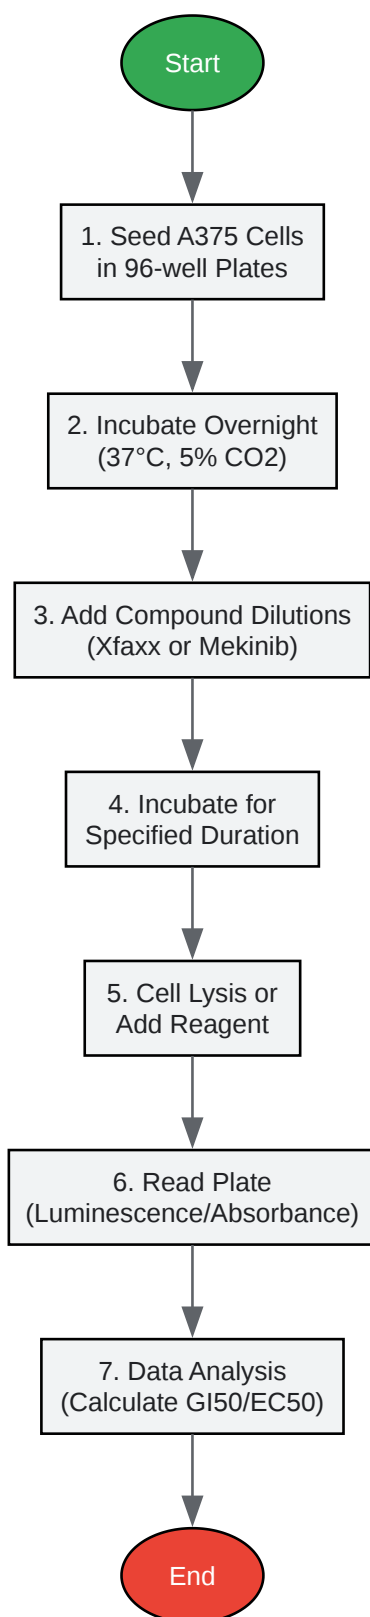 Start
1. Seed A375 Cells
in 96-well Plates
2. Incubate Overnight
(37°C, 5% CO2)
3. Add Compound Dilutions
(Xfaxx or Mekinib)
4. Incubate for
Specified Duration
5. Cell Lysis or
Add Reagent
6. Read Plate
(Luminescence/Absorbance)
7. Data Analysis
(Calculate GI50/EC50)
End